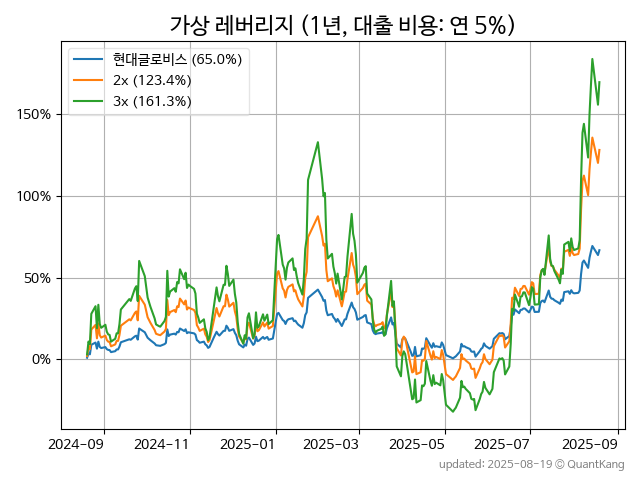 가상 레버리지 (1년, 대출 비용: 연 5%)
현대글로비스 (65.0%)
2x (123.4%)
3x (161.3%)
150%
100%
50%
0%
2024-09 2024-11 2025-01 2025-03 2025-05 2025-07 2025-09
updated: 2025-08-19 © QuantKang